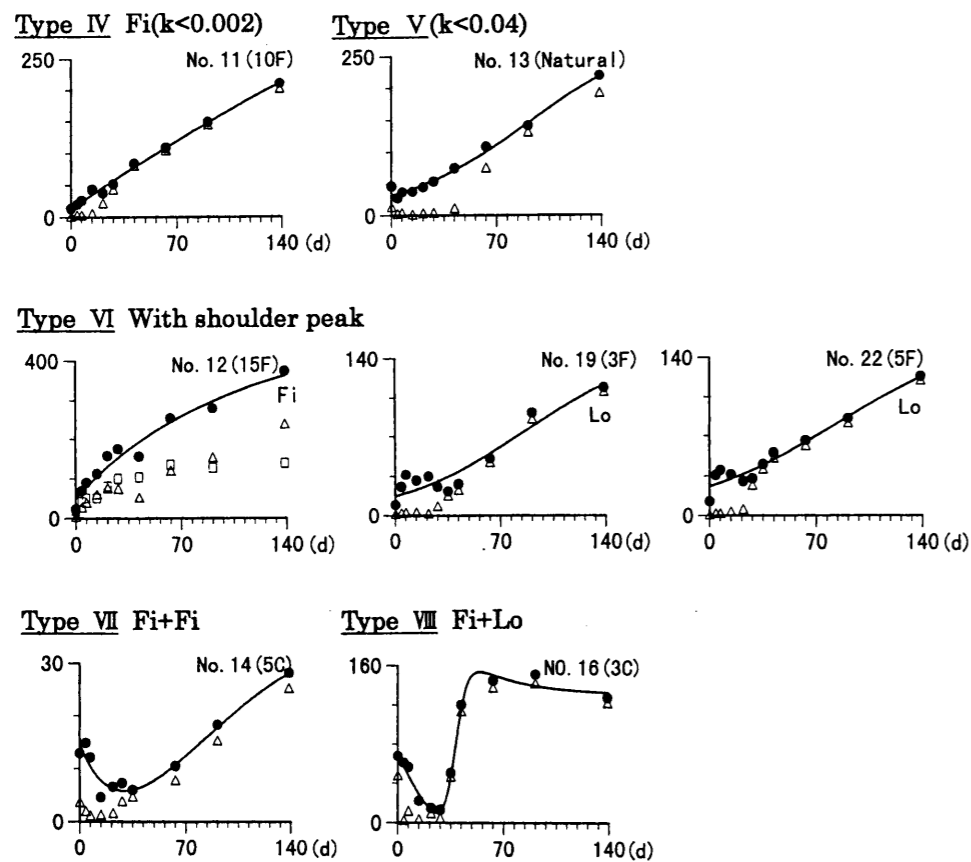 Type Ⅳ Fi(k<0.002) Type Ⅴ(k<0.04)
250 No. 11 (10F) 250 No. 13 (Natural)
0 0
0 70 140 (d) 0 70 140 (d)
Type Ⅵ With shoulder peak
400 No. 12 (15F) 140 No. 19 (3F) 140 No. 22 (5F)
Fi Lo Lo
0 0 0
0 70 140 (d) 0 70 140 (d) 0 70 140 (d)
Type Ⅶ Fi+Fi Type Ⅷ Fi+Lo
30 No. 14 (5C) 160 NO. 16 (3C)
0 0
0 70 140 (d) 0 70 140 (d)